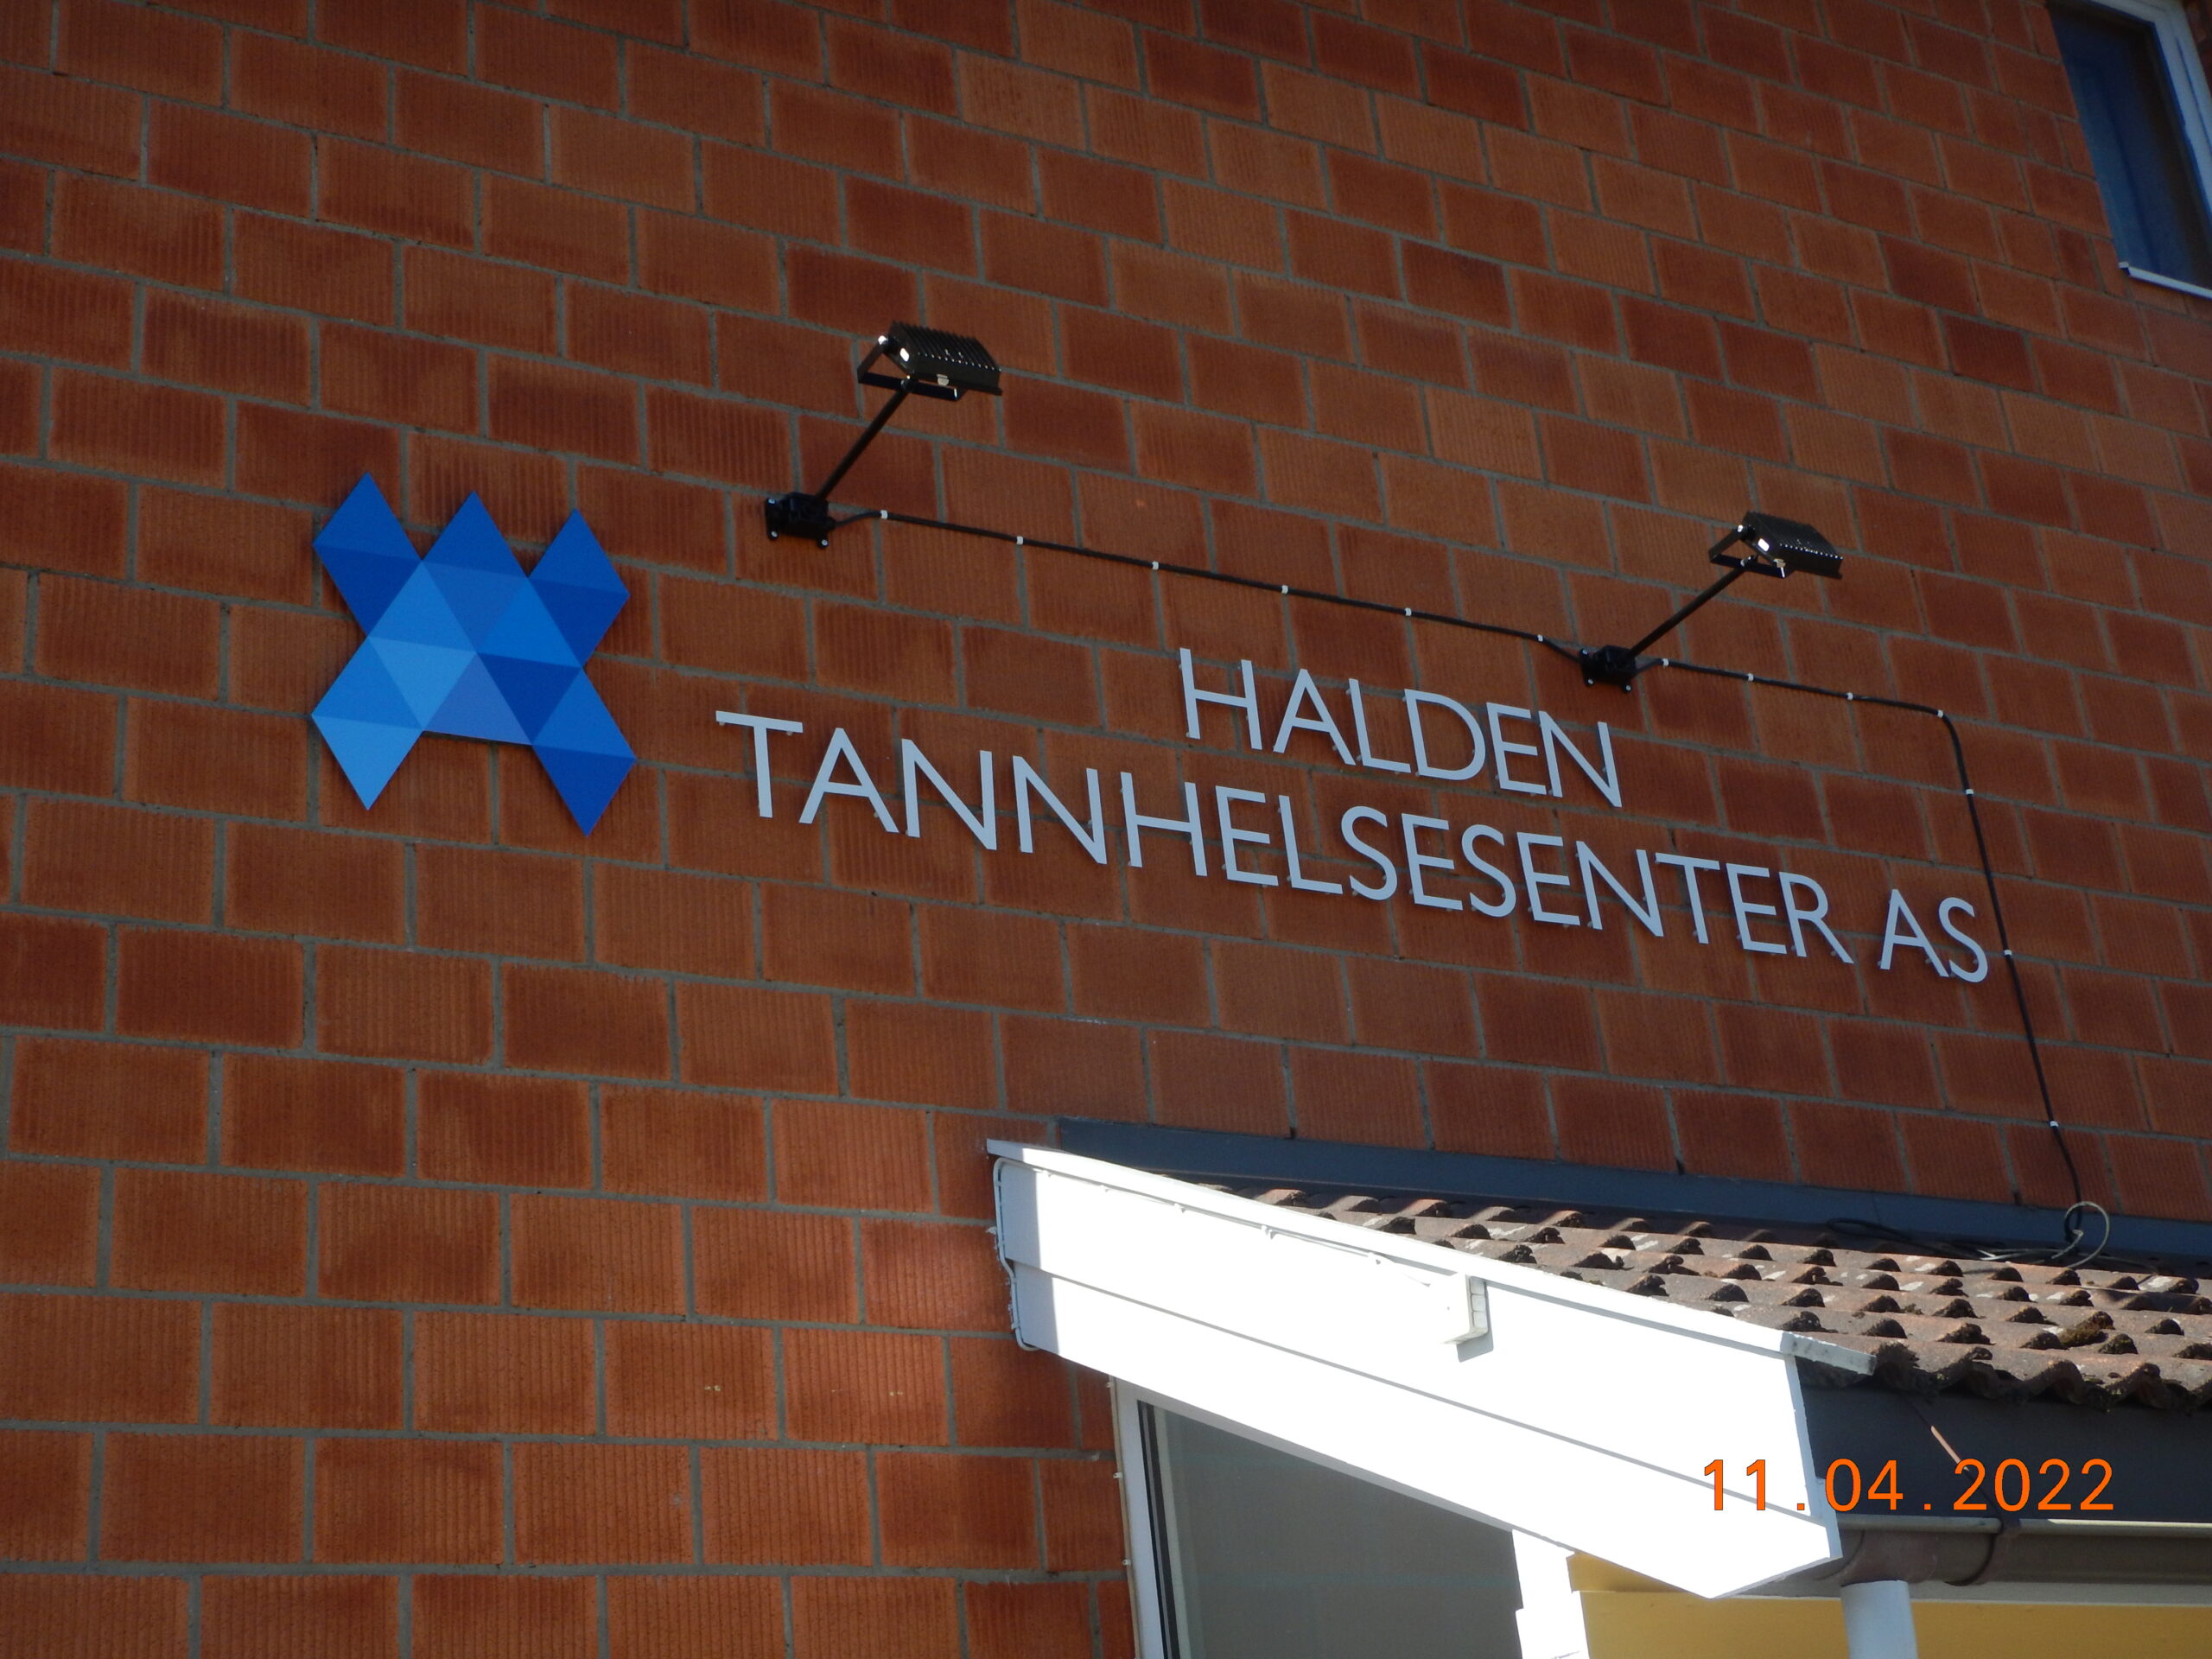 HALDEN
TANNHELSESENTER AS
11.04.2022